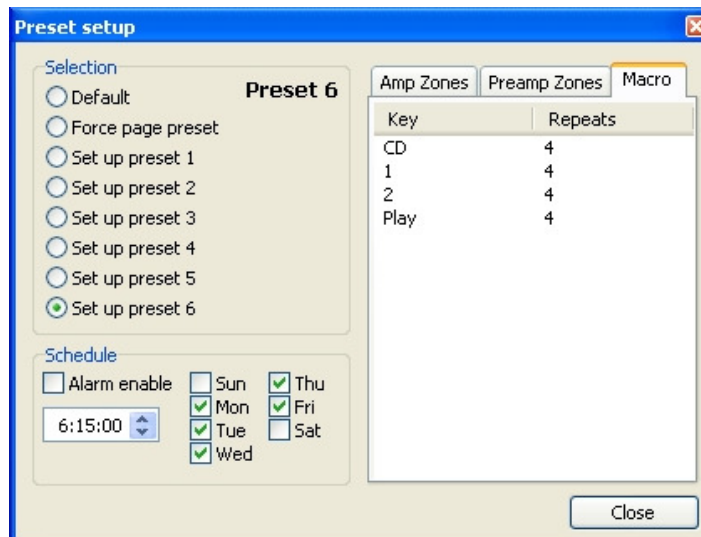 Preset setup
Selection
Preset 6
Default
Force page preset
Set up preset 1
Set up preset 2
Set up preset 3
Set up preset 4
Set up preset 5
Set up preset 6
Schedule
Alarm enable
6:15:00
Sun
Mon
Tue
Wed
Thu
Fri
Sat
Amp Zones Preamp Zones Macro
Key Repeats
CD 4
1 4
2 4
Play 4
Close